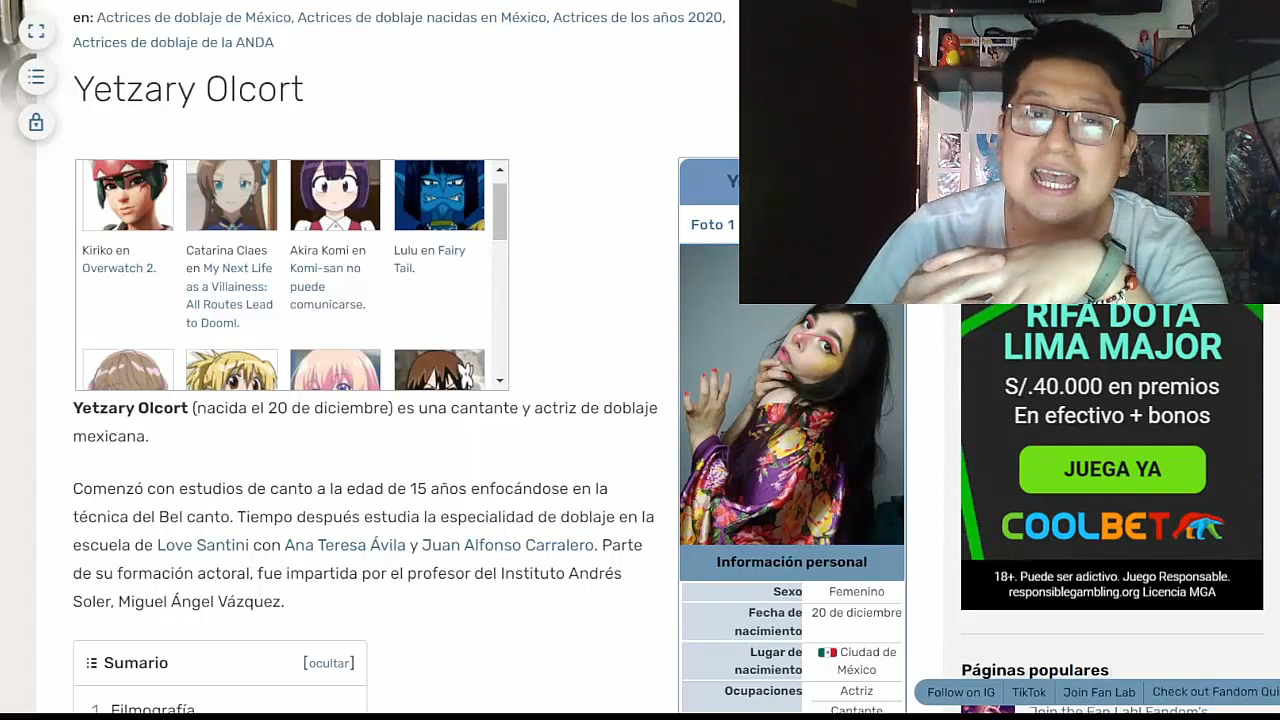 en: Actrices de doblaje de México, Actrices de doblaje nacidas en México, Actrices de los años 2020,
Actrices de doblaje de la ANDA
Yetzary Olcort
Kiriko en
Overwatch 2.
Catarina Claes
en My Next Life
as a Villainess:
All Routes Lead
to Doom!.
Akira Komi en
Komi-san no
puede
comunicarse.
Lulu en Fairy
Tail.
Yetzary Olcort (nacida el 20 de diciembre) es una cantante y actriz de doblaje
mexicana.
Comenzó con estudios de canto a la edad de 15 años enfocándose en la
técnica del Bel canto. Tiempo después estudia la especialidad de doblaje en la
escuela de Love Santini con Ana Teresa Ávila y Juan Alfonso Carralero. Parte
de su formación actoral, fue impartida por el profesor del Instituto Andrés
Soler, Miguel Ángel Vázquez.
Sumario
[ocultar]
1 Filmografía
Y
Foto 1
Información personal
Sexo Femenino
Fecha de
nacimiento
20 de diciembre
Lugar de
nacimiento
Ciudad de
México
Ocupaciones
Actriz
Cantante
SONY
RIFA DOTA
LIMA MAJOR
S/.40.000 en premios
En efectivo + bonos
JUEGA YA
COOLBET
18+. Puede ser adictivo. Juego Responsable.
responsiblegambling.org Licencia MGA
Páginas populares
Follow on IG
TikTok
Join Fan Lab
Check out Fandom Qui
Join the Fan Lab! Fandom's